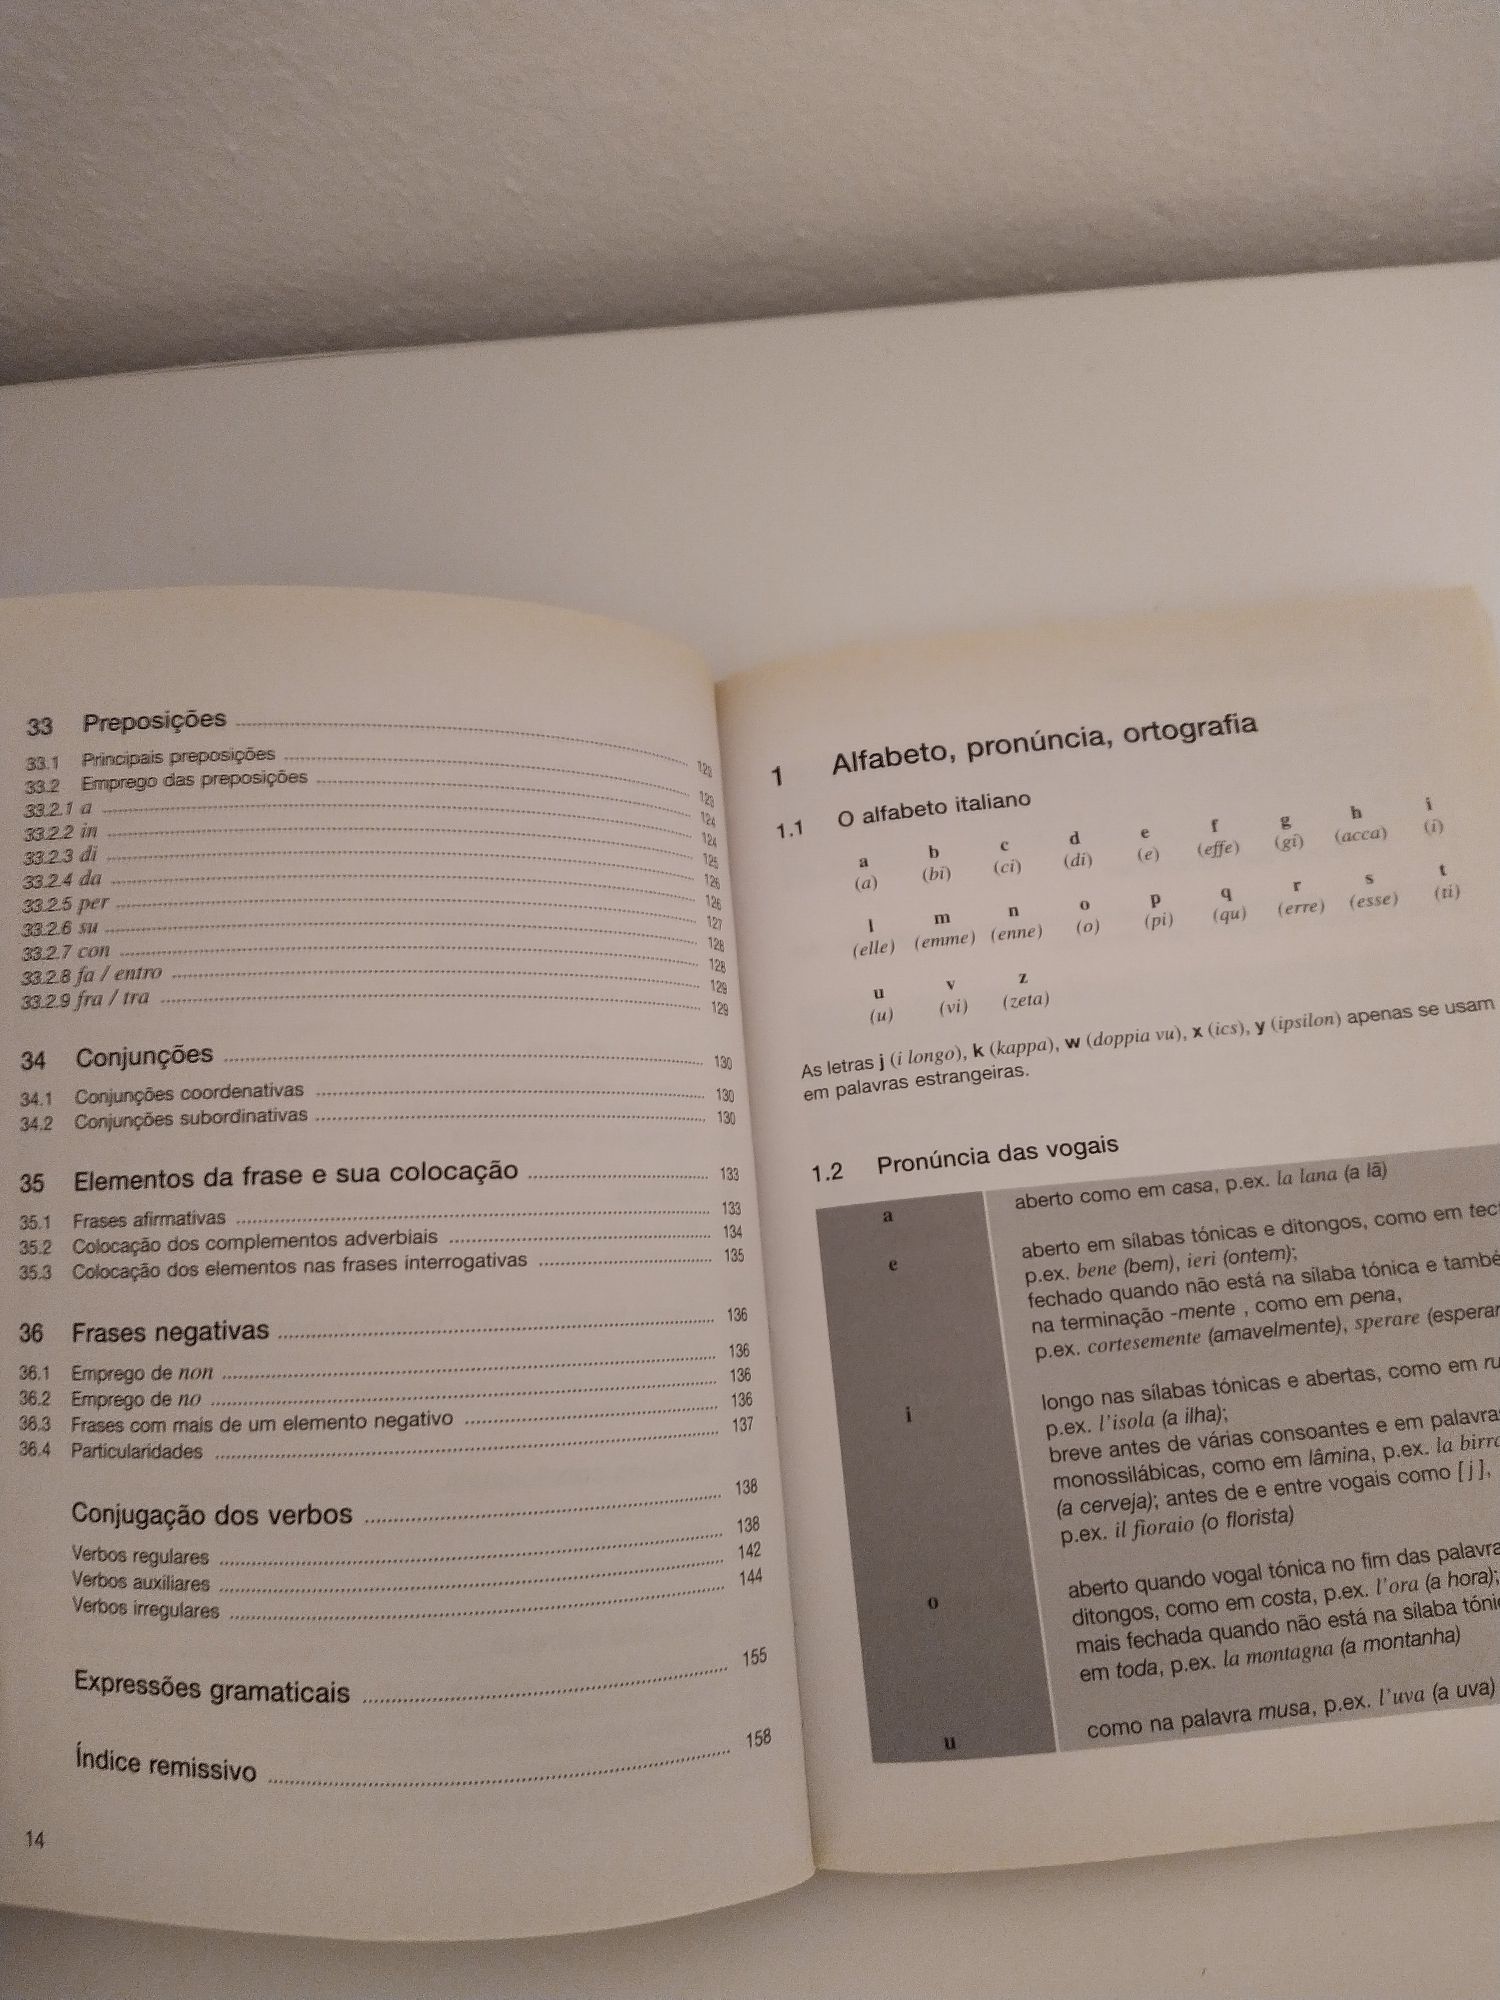 33 Preposições 123
33.1 Principais preposições 123
33.2 Emprego das preposições 124
33.2.1 a 124
33.2.2 in 125
33.2.3 di 126
33.2.4 da 126
33.2.5 per 127
33.2.6 su 128
33.2.7 con 128
33.2.8 fa / entro 129
33.2.9 fra / tra 129
34 Conjunções 130
34.1 Conjunções coordenativas 130
34.2 Conjunções subordinativas 130
35 Elementos da frase e sua colocação 133
35.1 Frases afirmativas 133
35.2 Colocação dos complementos adverbiais 134
35.3 Colocação dos elementos nas frases interrogativas 135
36 Frases negativas 136
36.1 Emprego de non 136
36.2 Emprego de no 136
36.3 Frases com mais de um elemento negativo 136
36.4 Particularidades 137
Conjugação dos verbos 138
Verbos regulares 138
Verbos auxiliares 142
Verbos irregulares 144
Expressões gramaticais 155
Índice remissivo 158
14
1 Alfabeto, pronúncia, ortografia
1.1 O alfabeto italiano
a b c d e f g h i
(a) (bi) (ci) (di) (e) (effe) (gi) (acca) (i)
l m n o p q r s t
(elle) (emme) (enne) (o) (pi) (qu) (erre) (esse) (ti)
u v z
(u) (vi) (zeta)
As letras j (i longo), k (kappa), w (doppia vu), x (ics), y (ipsilon) apenas se usam
em palavras estrangeiras.
1.2 Pronúncia das vogais
a aberto como em casa, p.ex. la lana (a lã)
e aberto em sílabas tónicas e ditongos, como em
p.ex. bene (bem), ieri (ontem);
fechado quando não está na sílaba tónica e
na terminação -mente , como em pena,
p.ex. cortesemente (amavelmente), sperare
i longo nas sílabas tónicas e abertas, como em
p.ex. l'isola (a ilha);
breve antes de várias consoantes e em
monossilábicas, como em lâmina, p.ex. la
(a cerveja); antes de e entre vogais como [ j ],
p.ex. il fioraio (o florista)
o aberto quando vogal tónica no fim das
ditongos, como em costa, p.ex. l'ora (a hora);
mais fechada quando não está na sílaba
em toda, p.ex. la montagna (a montanha)
u como na palavra musa, p.ex. l'uva (a uva)